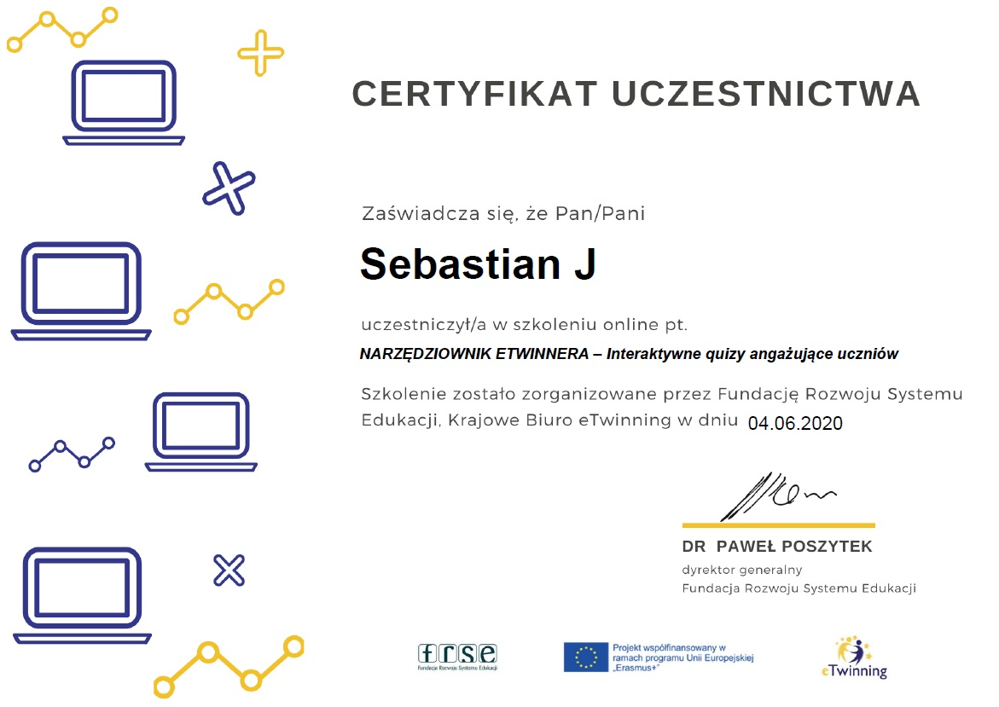 CERTYFIKAT UCZESTNICTWA
Zaświadcza się, że Pan/Pani
Sebastian J
uczestniczył/a w szkoleniu online pt.
NARZĘDZIOWNIK ETWINNERA – Interaktywne quizy angażujące uczniów
Szkolenie zostało zorganizowane przez Fundację Rozwoju Systemu
Edukacji, Krajowe Biuro eTwinning w dniu 04.06.2020
DR PAWEŁ POSZYTEK
dyrektor generalny
Fundacja Rozwoju Systemu Edukacji
frse
Fundacja Rozwoju Systemu Edukacji
Projekt współfinansowany w
ramach programu Unii Europejskiej
„Erasmus+"
eTwinning